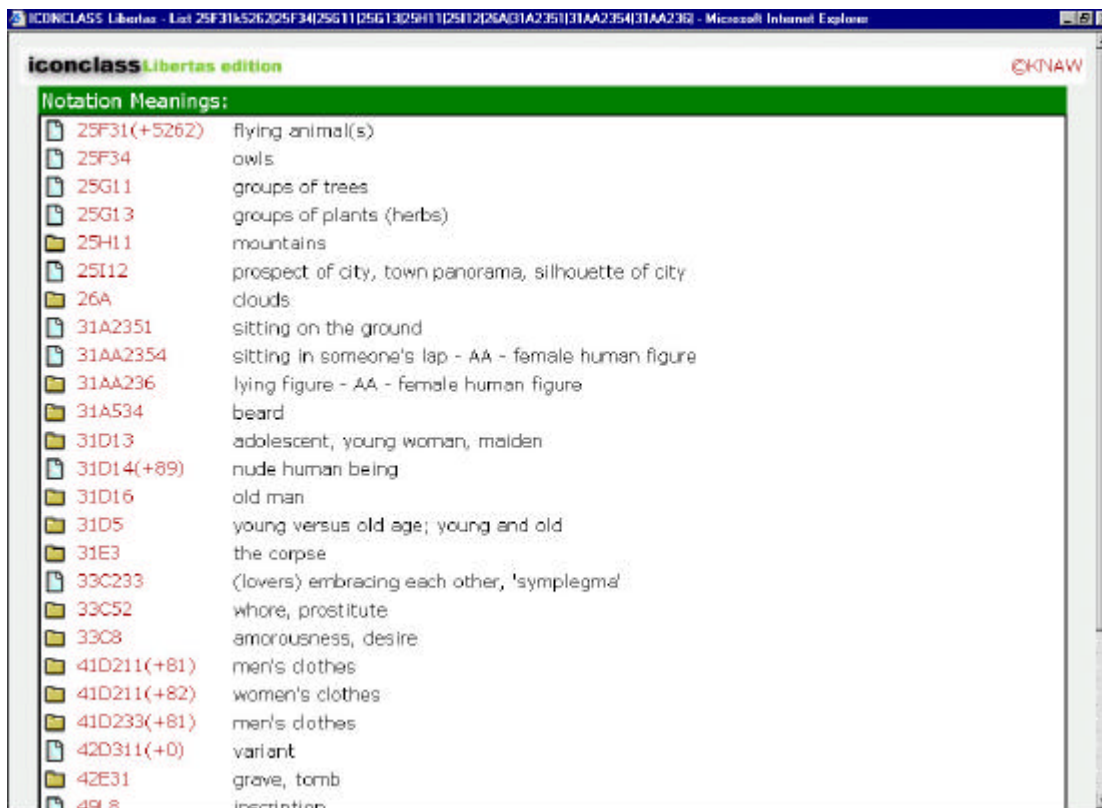 ICONCLASS Libertas - List 25F31k5262|25F34|25G11|25G13|25H11|25I12|26A|31A2351|31AA2354|31AA236| - Microsoft Internet Explorer
iconclass Libertas edition ©KNAW
Notation Meanings:
25F31(+5262) flying animal(s)
25F34 owls
25G11 groups of trees
25G13 groups of plants (herbs)
25H11 mountains
25I12 prospect of city, town panorama, silhouette of city
26A clouds
31A2351 sitting on the ground
31AA2354 sitting in someone's lap - AA - female human figure
31AA236 lying figure - AA - female human figure
31A534 beard
31D13 adolescent, young woman, maiden
31D14(+89) nude human being
31D16 old man
31D5 young versus old age; young and old
31E3 the corpse
33C233 (lovers) embracing each other, 'symplegma'
33C52 whore, prostitute
33C8 amorousness, desire
41D211(+81) men's clothes
41D211(+82) women's clothes
41D233(+81) men's clothes
42D311(+0) variant
42E31 grave, tomb
49L8 inscription